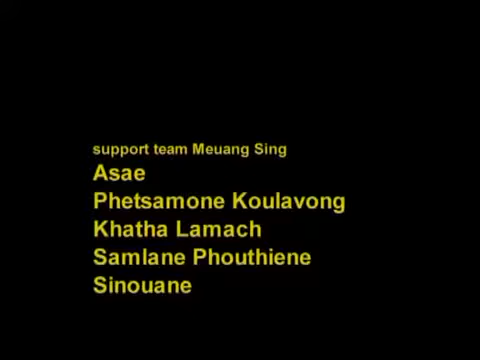 support team Meuang Sing
Asae
Phetsamone Koulavong
Khatha Lamach
Samlane Phouthiene
Sinouane